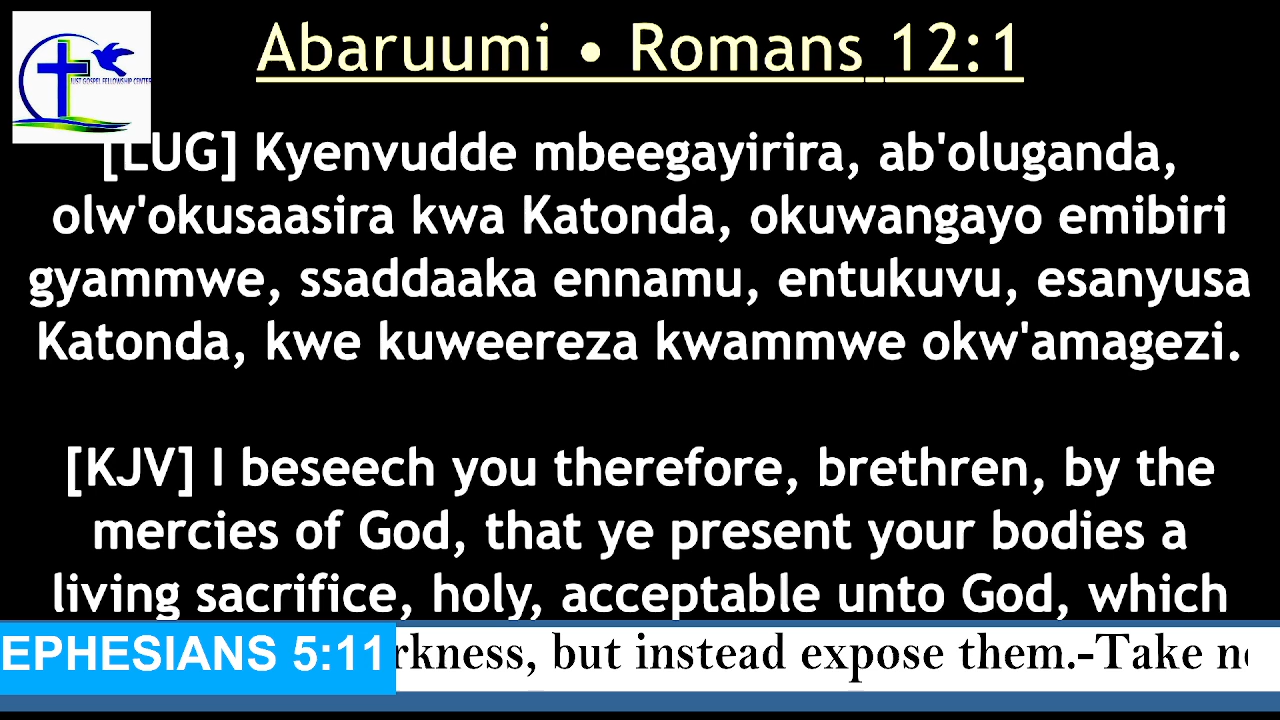 Abaruumi • Romans 12:1
[LUG] Kyenvudde mbeegayirira, ab'oluganda,
olw'okusaasira kwa Katonda, okuwangayo emibiri
gyammwe, ssaddaaka ennamu, entukuvu, esanyusa
Katonda, kwe kuweereza kwammwe okw'amagezi.
[KJV] I beseech you therefore, brethren, by the
mercies of God, that ye present your bodies a
living sacrifice, holy, acceptable unto God, which
EPHESIANS 5:11 rkness, but instead expose them.-Take